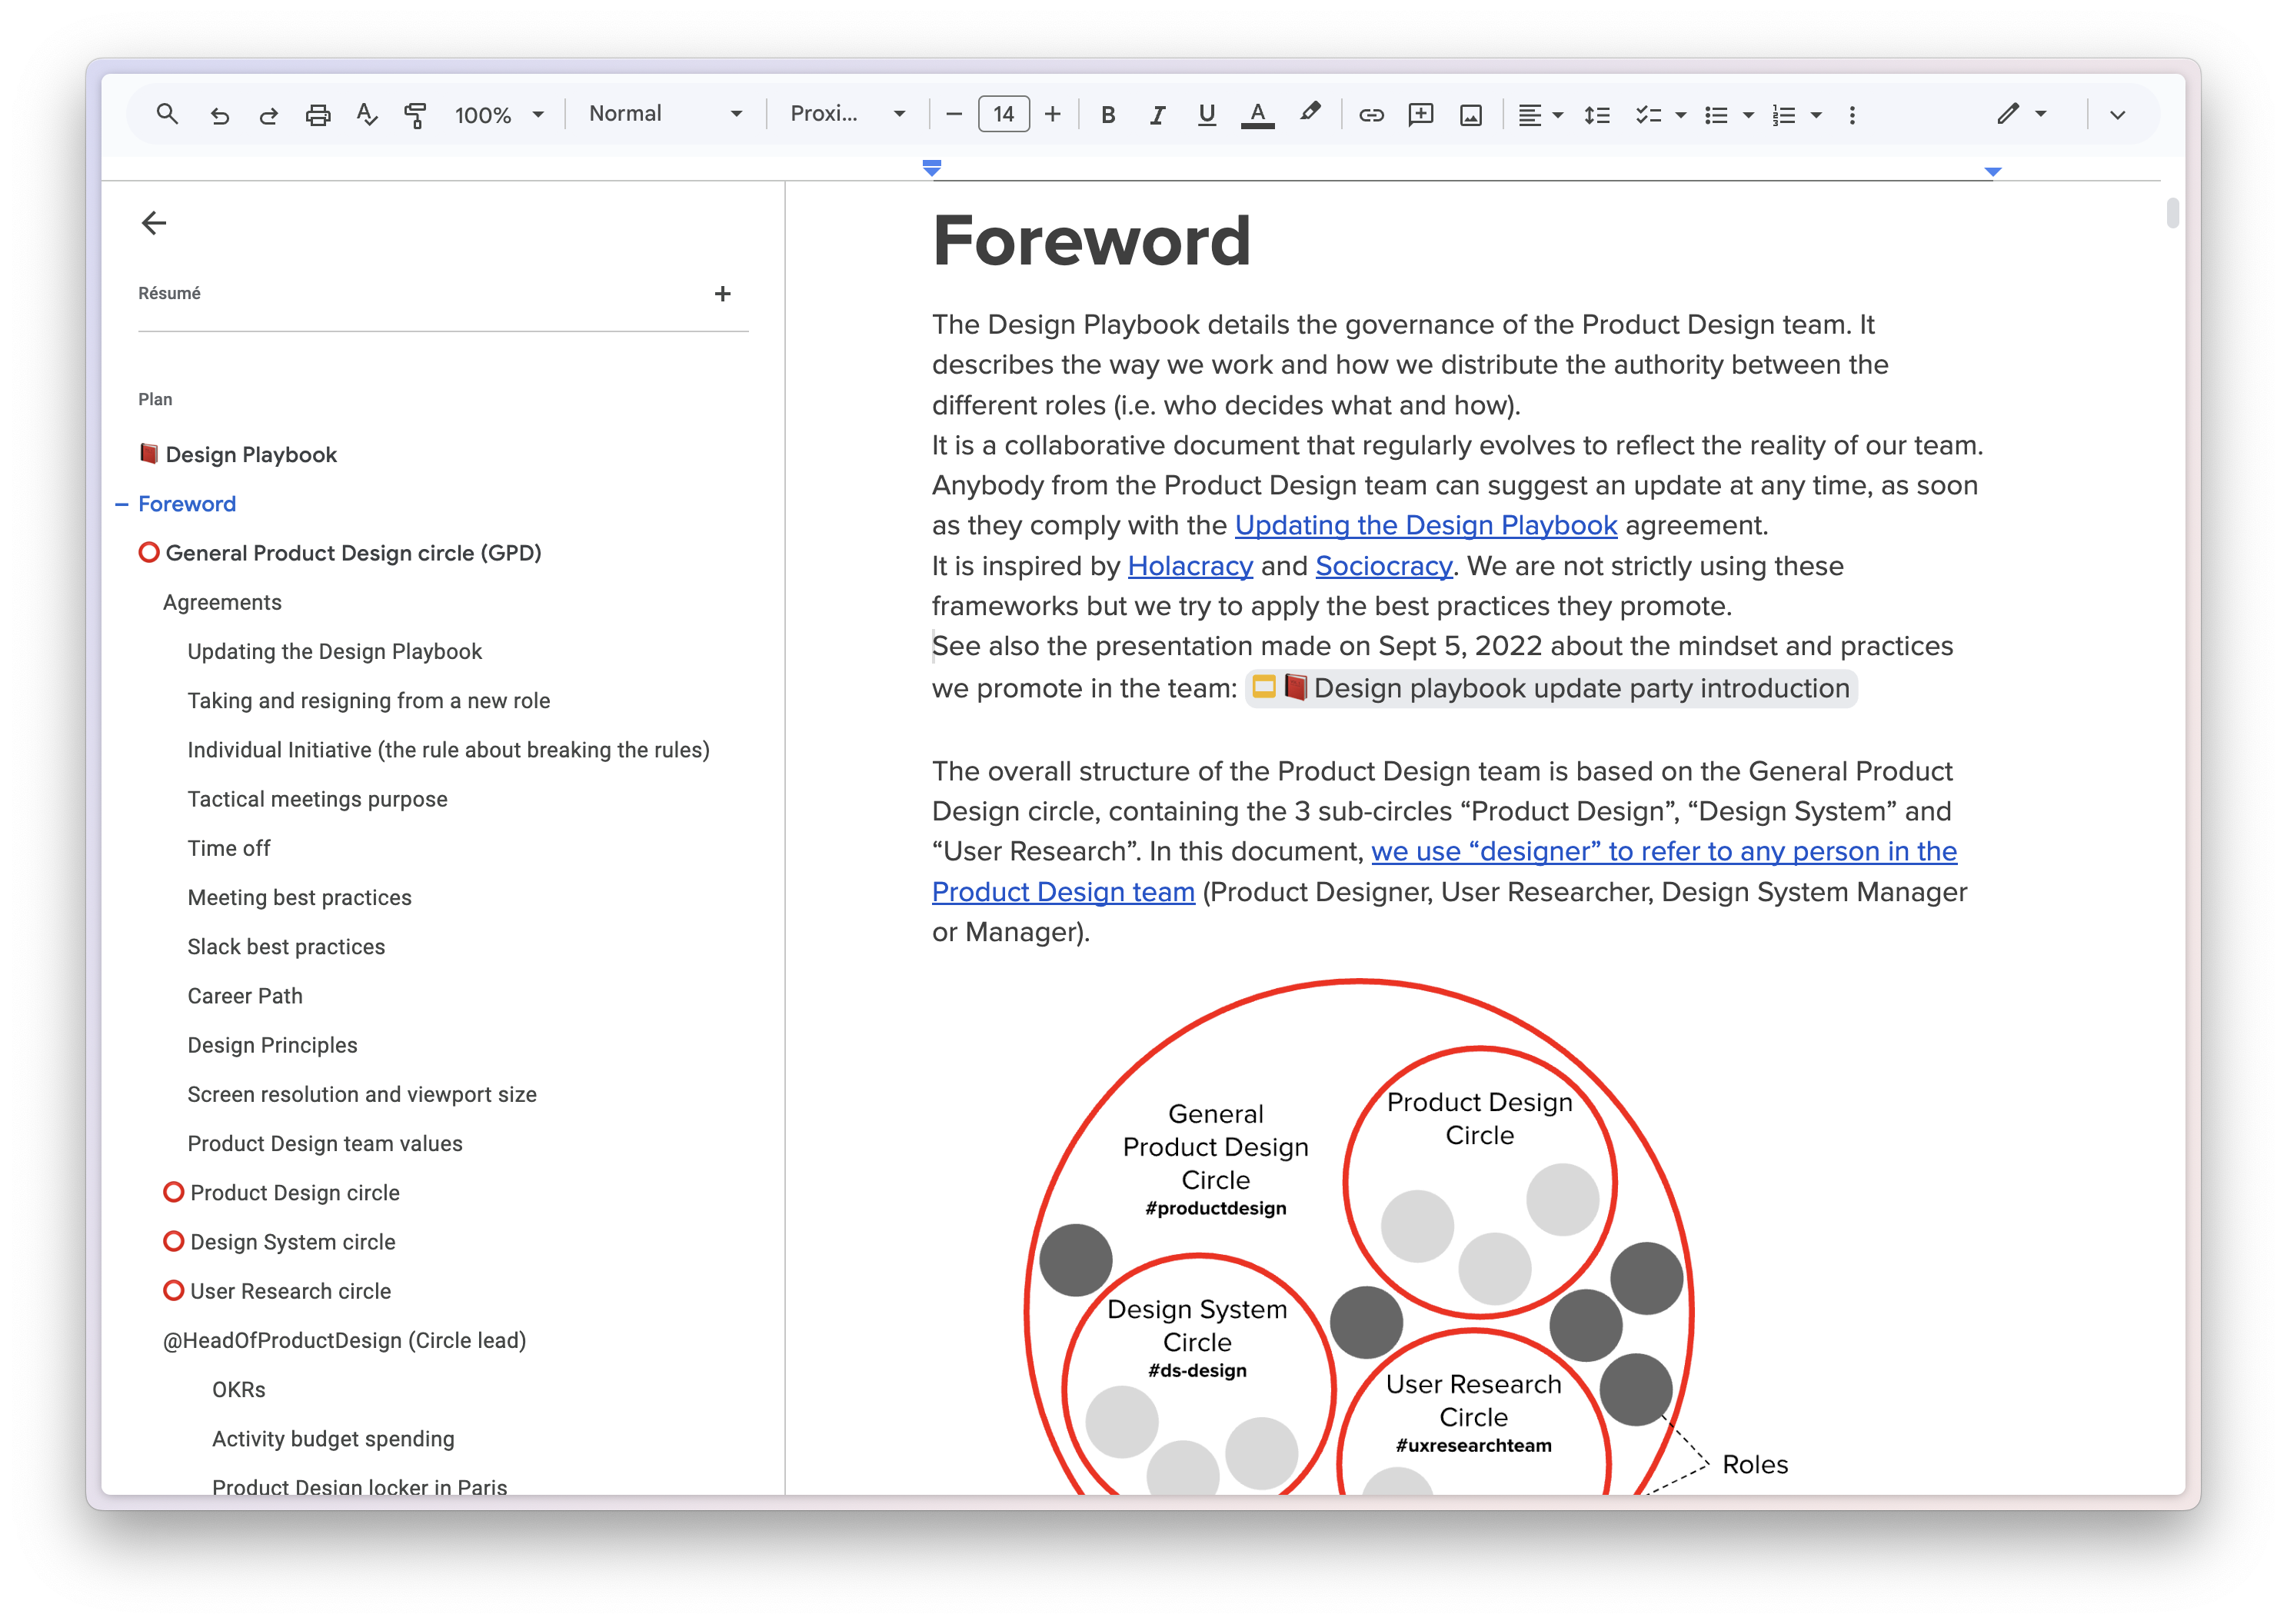 100%
Normal
Proxi...
14
Résumé
Plan
Design Playbook
Foreword
General Product Design circle (GPD)
Agreements
Updating the Design Playbook
Taking and resigning from a new role
Individual Initiative (the rule about breaking the rules)
Tactical meetings purpose
Time off
Meeting best practices
Slack best practices
Career Path
Design Principles
Screen resolution and viewport size
Product Design team values
Product Design circle
Design System circle
User Research circle
@HeadOfProductDesign (Circle lead)
OKRs
Activity budget spending
Product Design locker in Paris
Foreword
The Design Playbook details the governance of the Product Design team. It
describes the way we work and how we distribute the authority between the
different roles (i.e. who decides what and how).
It is a collaborative document that regularly evolves to reflect the reality of our team.
Anybody from the Product Design team can suggest an update at any time, as soon
as they comply with the Updating the Design Playbook agreement.
It is inspired by Holacracy and Sociocracy. We are not strictly using these
frameworks but we try to apply the best practices they promote.
See also the presentation made on Sept 5, 2022 about the mindset and practices
we promote in the team: Design playbook update party introduction
The overall structure of the Product Design team is based on the General Product
Design circle, containing the 3 sub-circles “Product Design”, “Design System” and
“User Research”. In this document, we use “designer” to refer to any person in the
Product Design team (Product Designer, User Researcher, Design System Manager
or Manager).
General
Product Design
Circle
#productdesign
Product Design
Circle
Design System
Circle
#ds-design
User Research
Circle
#uxresearchteam
Roles